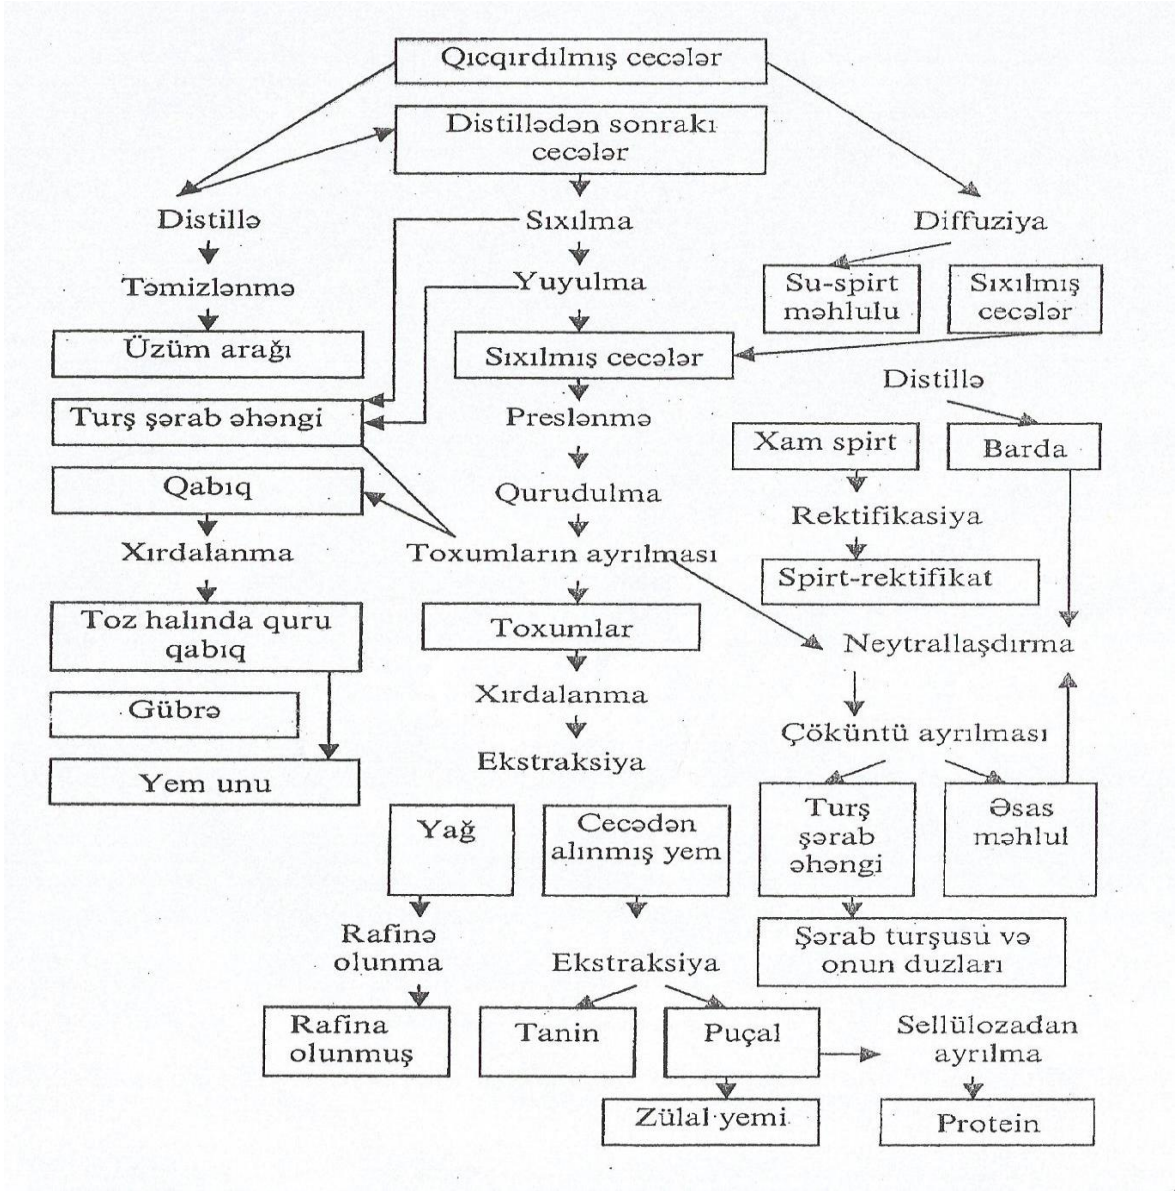 Qıcqırdılmış cecələr
Distillədən sonrakı
cecələr
Distillə
Sıxılma
Diffuziya
Təmizlənmə
Yuyulma
Su-spirt
məhlulu
Sıxılmış
cecələr
Üzüm arağı
Sıxılmış cecələr
Distillə
Turş şərab əhəngi
Preslənmə
Xam spirt
Barda
Qabıq
Qurudulma
Rektifikasiya
Xırdalanma
Toxumların ayrılması
Spirt-rektifikat
Toz halında quru
qabıq
Toxumlar
Neytrallaşdırma
Gübrə
Xırdalanma
Çöküntü ayrılması
Yem unu
Ekstraksiya
Yağ
Cecədən
alınmış yem
Turş
şərab
əhəngi
Əsas
məhlul
Rafinə
olunma
Ekstraksiya
Şərab turşusu və
onun duzları
Rafina
olunmuş
Tanin
Puçal
Sellülozadan
ayrılma
Zülal yemi
Protein